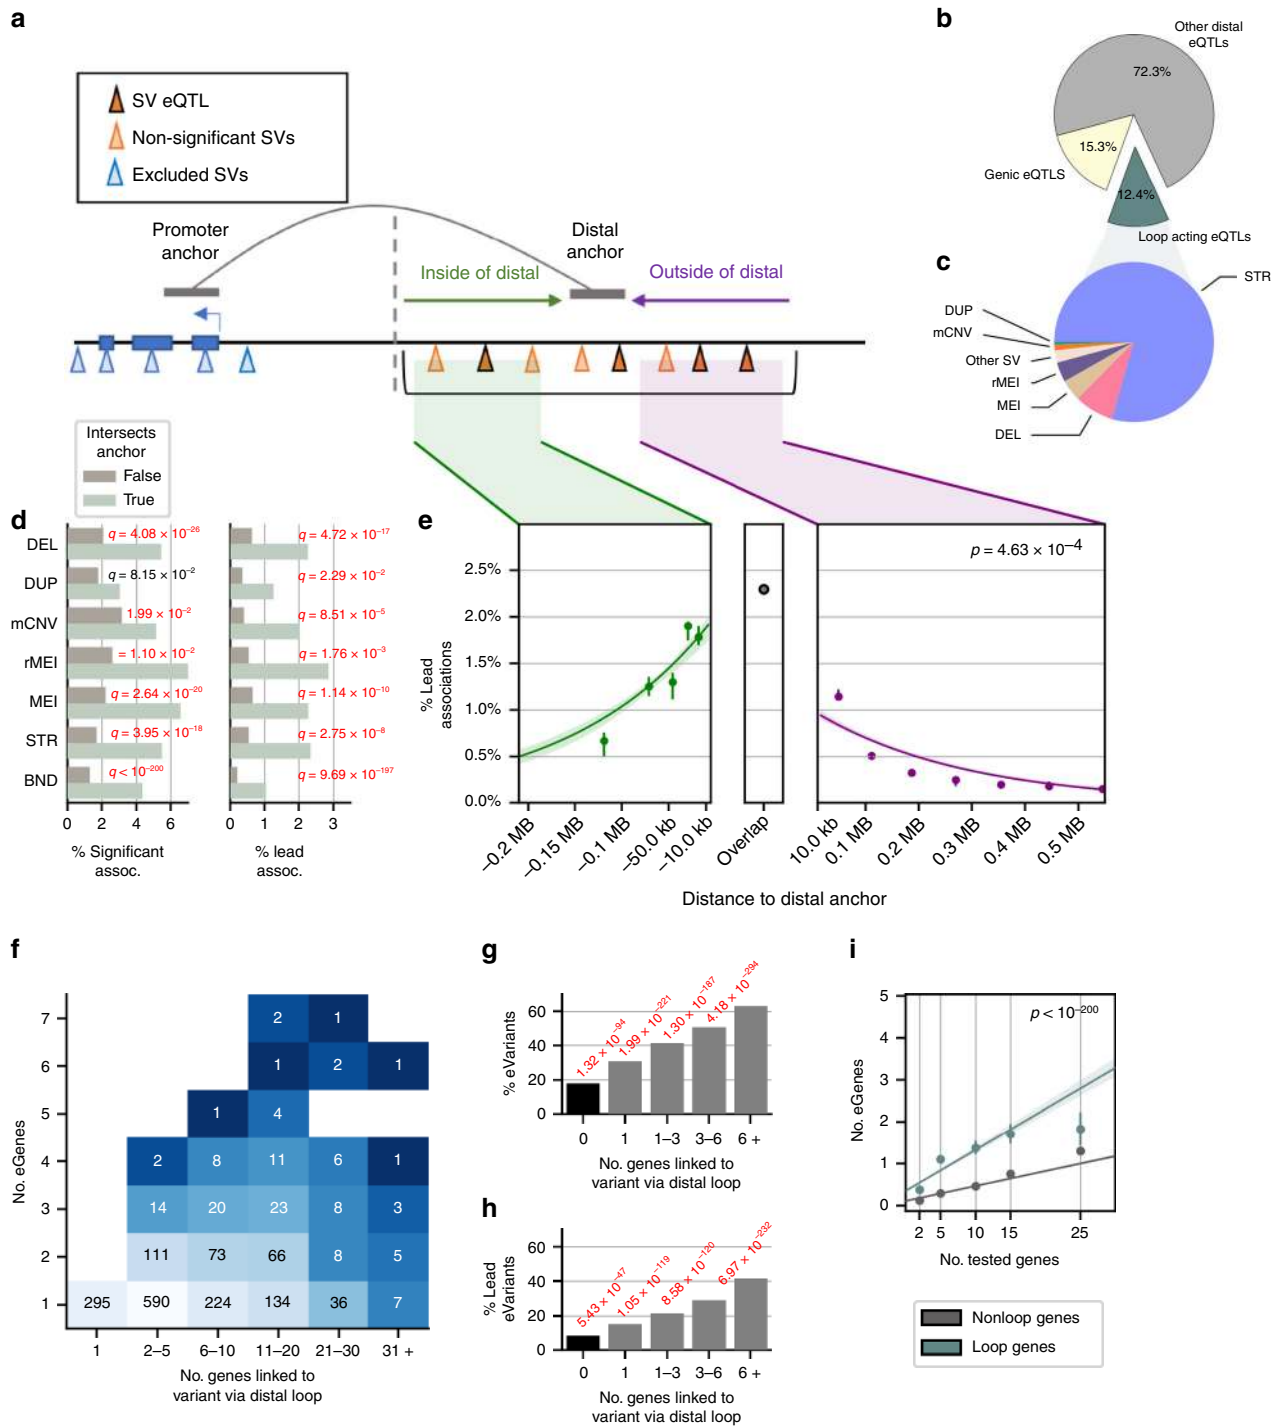 a
SV eQTL
Non-significant SVs
Excluded SVs
Promoter
anchor
Distal
anchor
Inside of distal
Outside of distal
b
Other distal
eQTLs
72.3%
15.3%
Genic eQTLS
12.4%
Loop acting eQTLs
c
STR
DUP
mCNV
Other SV
rMEI
MEI
DEL
Intersects
anchor
False
True
d
DEL
DUP
mCNV
rMEI
MEI
STR
BND
q = 4.08 × 10⁻²⁶
q = 8.15 × 10⁻²
1.99 × 10⁻²
= 1.10 × 10⁻²
q = 2.64 × 10⁻²⁰
q = 3.95 × 10⁻¹⁸
q < 10⁻²⁰⁰
0 2 4 6
% Significant
assoc.
q = 4.72 × 10⁻¹⁷
q = 2.29 × 10⁻²
q = 8.51 × 10⁻⁵
q = 1.76 × 10⁻³
q = 1.14 × 10⁻¹⁰
q = 2.75 × 10⁻⁸
q = 9.69 × 10⁻¹⁹⁷
0 1 2 3
% lead
assoc.
e
p = 4.63 × 10⁻⁴
2.5%
2.0%
1.5%
1.0%
0.5%
0.0%
% Lead
associations
–0.2 MB
–0.15 MB
–0.1 MB
–50.0 kb
–10.0 kb
Overlap
10.0 kb
0.1 MB
0.2 MB
0.3 MB
0.4 MB
0.5 MB
Distance to distal anchor
f
No. eGenes
7 2 1
6 1 2 1
5 1 4
4 2 8 11 6 1
3 14 20 23 8 3
2 111 73 66 8 5
1 295 590 224 134 36 7
1 2–5 6–10 11–20 21–30 31 +
No. genes linked to
variant via distal loop
g
1.32 × 10⁻⁹⁴
1.99 × 10⁻²²¹
1.30 × 10⁻¹⁸⁷
4.18 × 10⁻²⁹⁴
% eVariants
60
40
20
0
0 1 1–3 3–6 6 +
No. genes linked to
variant via distal loop
h
5.43 × 10⁻⁴⁷
1.05 × 10⁻¹¹⁹
8.58 × 10⁻¹²⁰
6.97 × 10⁻²³²
% Lead
eVariants
60
40
20
0
0 1 1–3 3–6 6 +
No. genes linked to
variant via distal loop
i
p < 10⁻²⁰⁰
No. eGenes
5
4
3
2
1
0
2 5 10 15 25
No. tested genes
Nonloop genes
Loop genes